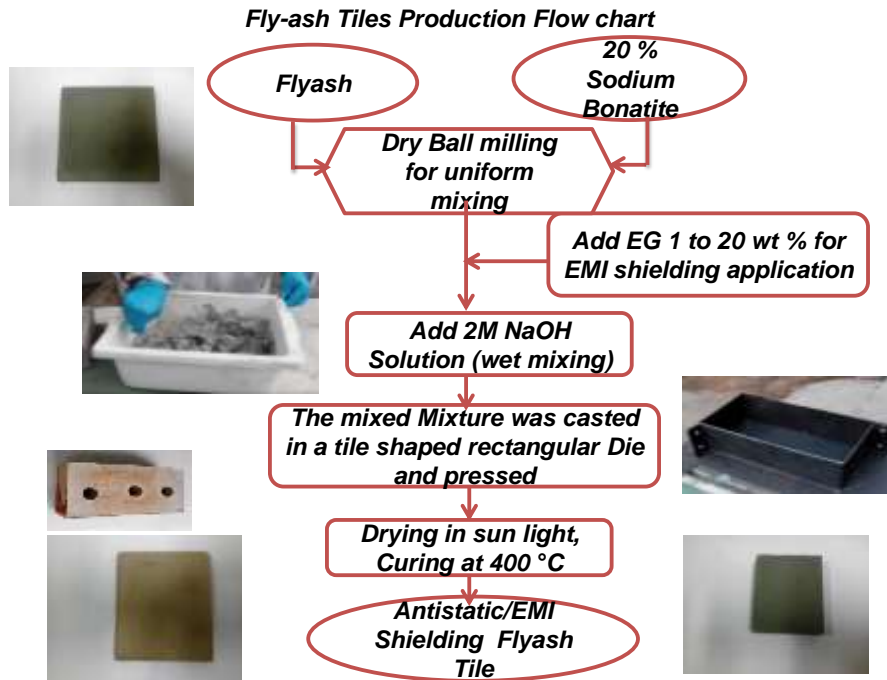 Fly-ash Tiles Production Flow chart
Flyash
20 %
Sodium
Bonatite
Dry Ball milling
for uniform
mixing
Add EG 1 to 20 wt % for
EMI shielding application
Add 2M NaOH
Solution (wet mixing)
The mixed Mixture was casted
in a tile shaped rectangular Die
and pressed
Drying in sun light,
Curing at 400 °C
Antistatic/EMI
Shielding Flyash
Tile